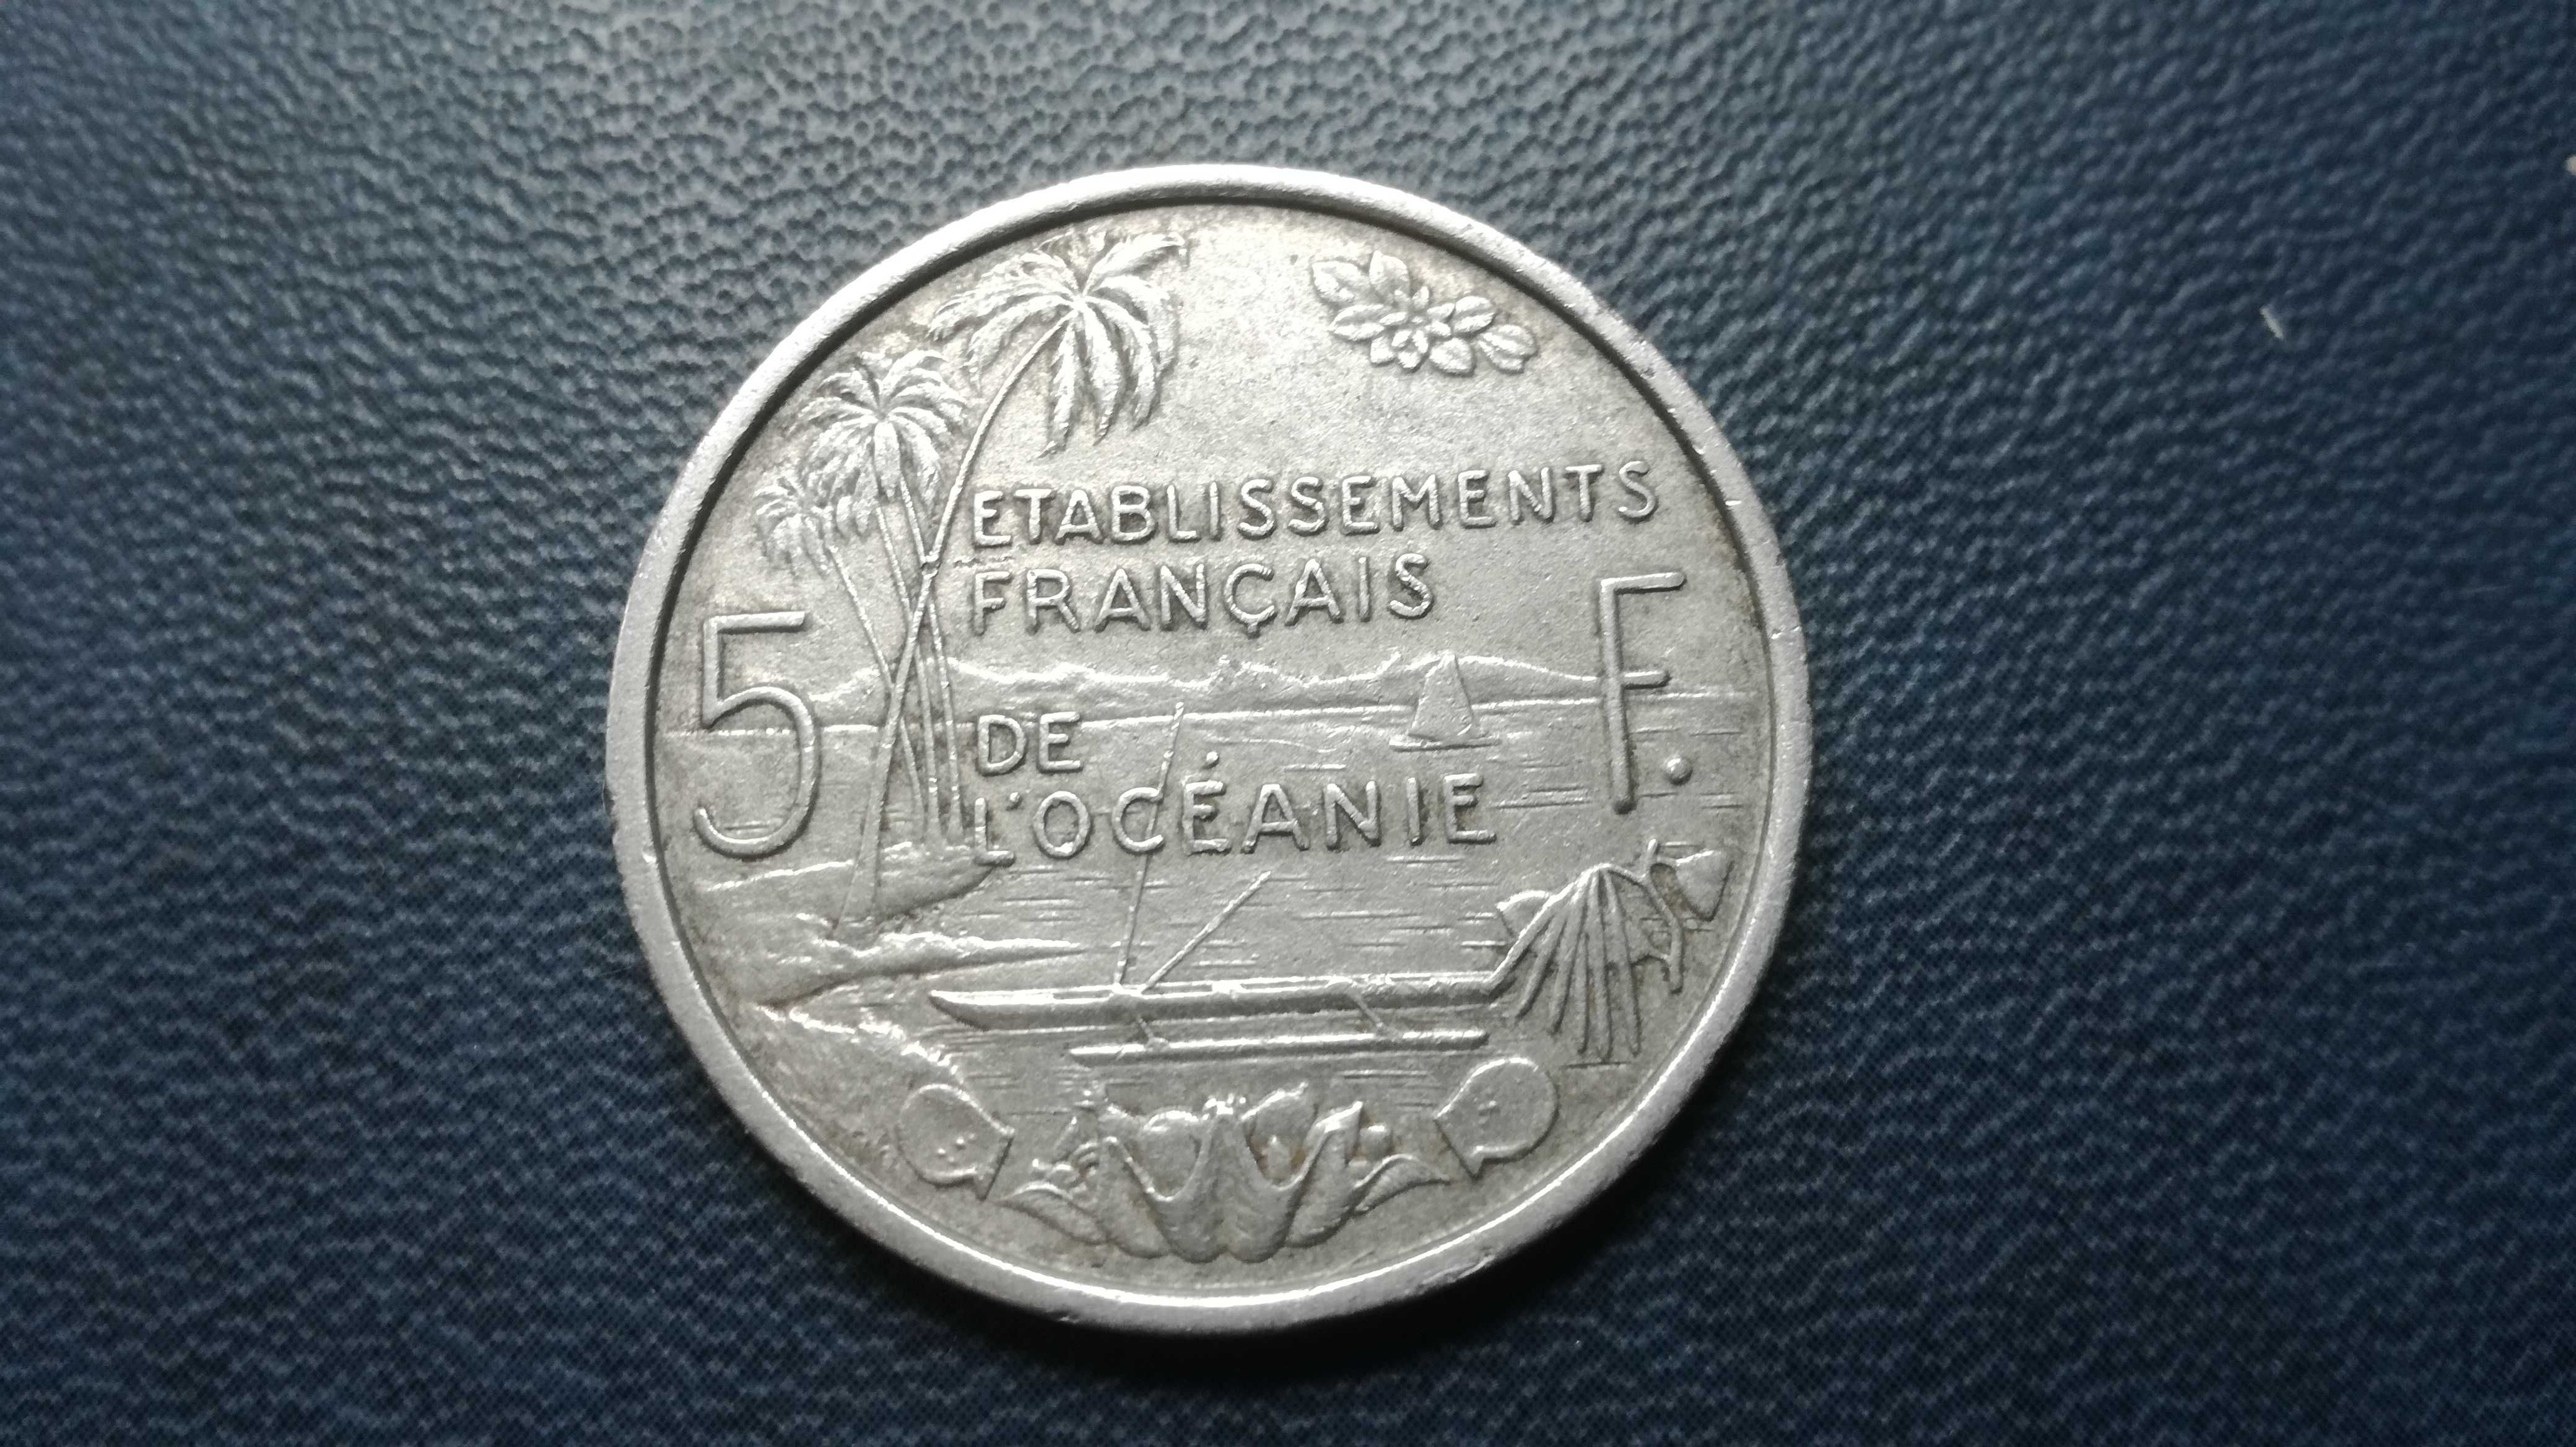 ETABLISSEMENTS
FRANÇAIS
5 F.
DE
L'OCÉANIE